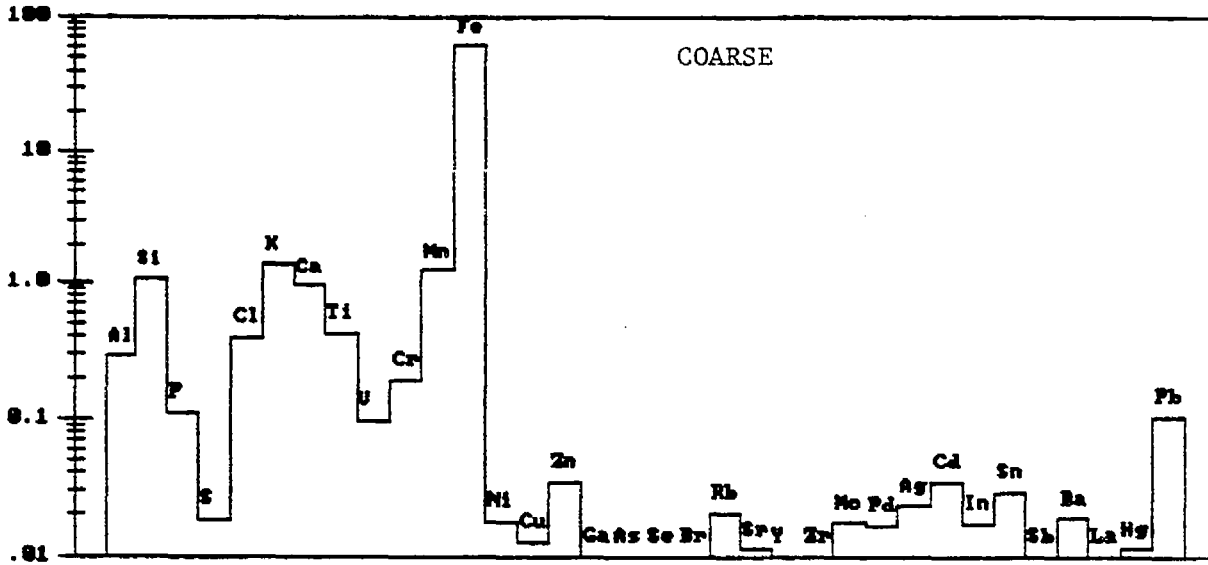 COARSE
100
10
1.0
0.1
.01
Al
Si
P
S
Cl
K
Ca
Ti
U
Cr
Mn
Fe
Ni
Cu
Zn
Ga
As
Se
Br
Rb
Sr
Y
Zr
Mo
Pd
Ag
Cd
In
Sn
Sb
Ba
La
Hg
Pb